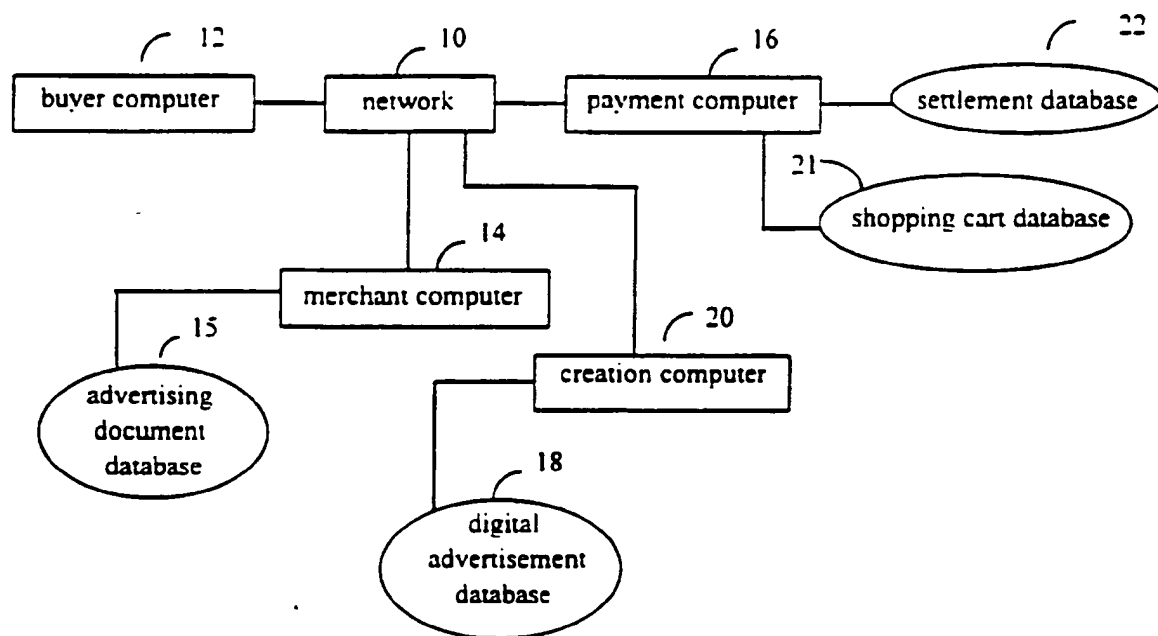 12
10
16
22
buyer computer
network
payment computer
settlement database
21
shopping cart database
14
merchant computer
15
20
creation computer
advertising
document
database
18
digital
advertisement
database